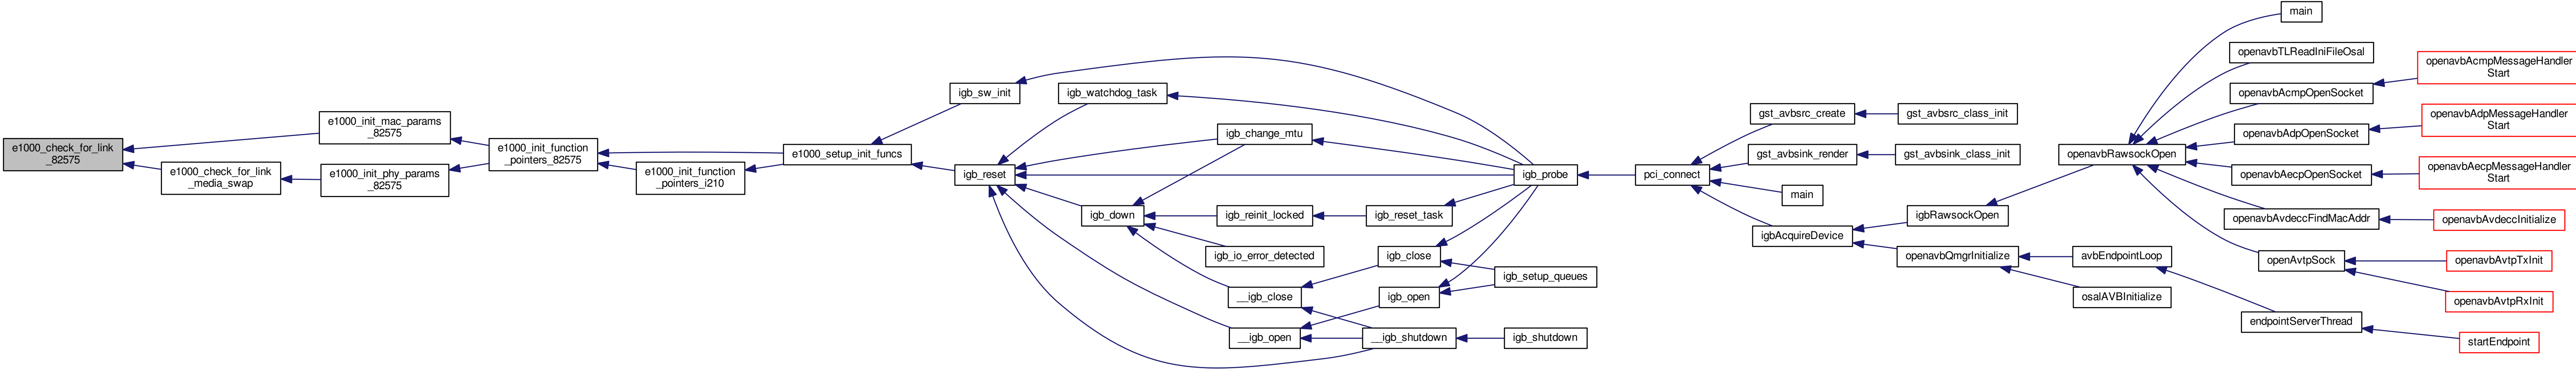 e1000_check_for_link
_82575
e1000_init_mac_params
_82575
e1000_check_for_link
_media_swap
e1000_init_phy_params
_82575
e1000_init_function
_pointers_82575
e1000_init_function
_pointers_i210
e1000_setup_init_funcs
igb_sw_init
igb_reset
igb_watchdog_task
igb_change_mtu
igb_down
igb_reinit_locked
igb_reset_task
igb_io_error_detected
__igb_close
igb_close
__igb_open
igb_open
igb_setup_queues
__igb_shutdown
igb_shutdown
igb_probe
pci_connect
gst_avbsrc_create
gst_avbsrc_class_init
gst_avbsink_render
gst_avbsink_class_init
main
igbAcquireDevice
igbRawsockOpen
openavbQmgrInitialize
avbEndpointLoop
osalAVBInitialize
openavbRawsockOpen
main
openavbTLReadIniFileOsal
openavbAcmpOpenSocket
openavbAcmpMessageHandler
Start
openavbAdpOpenSocket
openavbAdpMessageHandler
Start
openavbAecpOpenSocket
openavbAecpMessageHandler
Start
openavbAvdeccFindMacAddr
openavbAvdeccInitialize
openAvtpSock
openavbAvtpTxInit
openavbAvtpRxInit
endpointServerThread
startEndpoint